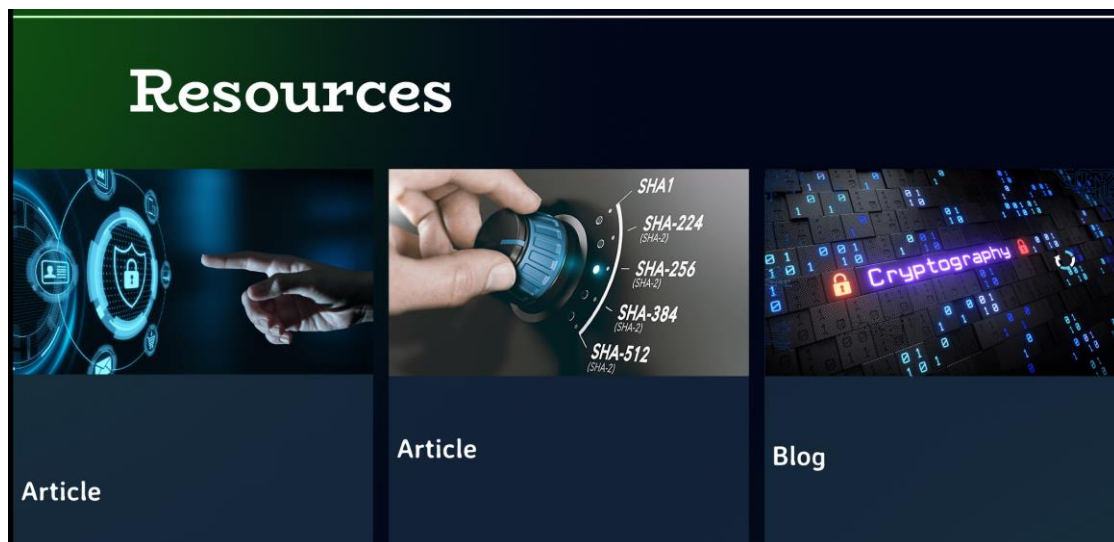 Resources
SHA1
SHA-224
(SHA-2)
SHA-256
(SHA-2)
SHA-384
(SHA-2)
SHA-512
(SHA-2)
Cryptography
Article
Blog
Article